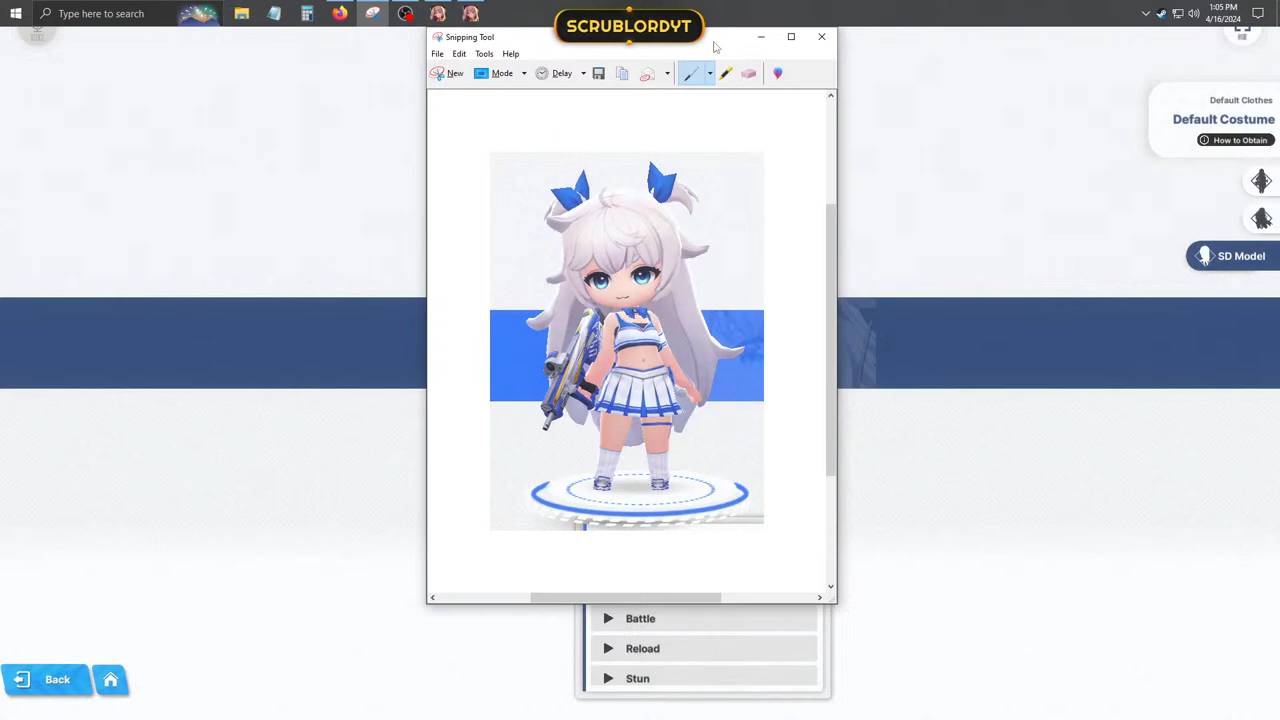 Type here to search
1:05 PM
4/16/2024
SCRUBLORDYT
Snipping Tool
File Edit Tools Help
New Mode Delay
Default Clothes
Default Costume
How to Obtain
SD Model
Battle
Reload
Stun
Back